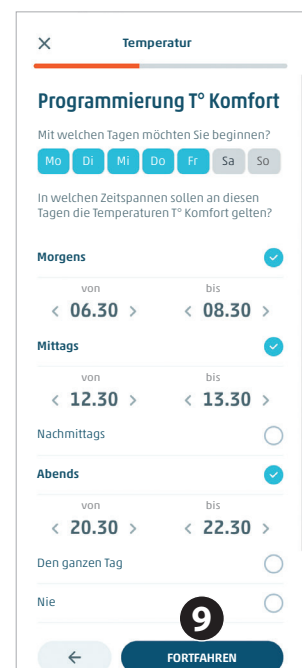 Temperatur
Programmierung T° Komfort
Mit welchen Tagen möchten Sie beginnen?
Mo Di Mi Do Fr Sa So
In welchen Zeitspannen sollen an diesen
Tagen die Temperaturen T° Komfort gelten?
Morgens
von bis
< 06.30 > < 08.30 >
Mittags
von bis
< 12.30 > < 13.30 >
Nachmittags
Abends
von bis
< 20.30 > < 22.30 >
Den ganzen Tag
Nie
9
FORTFAHREN